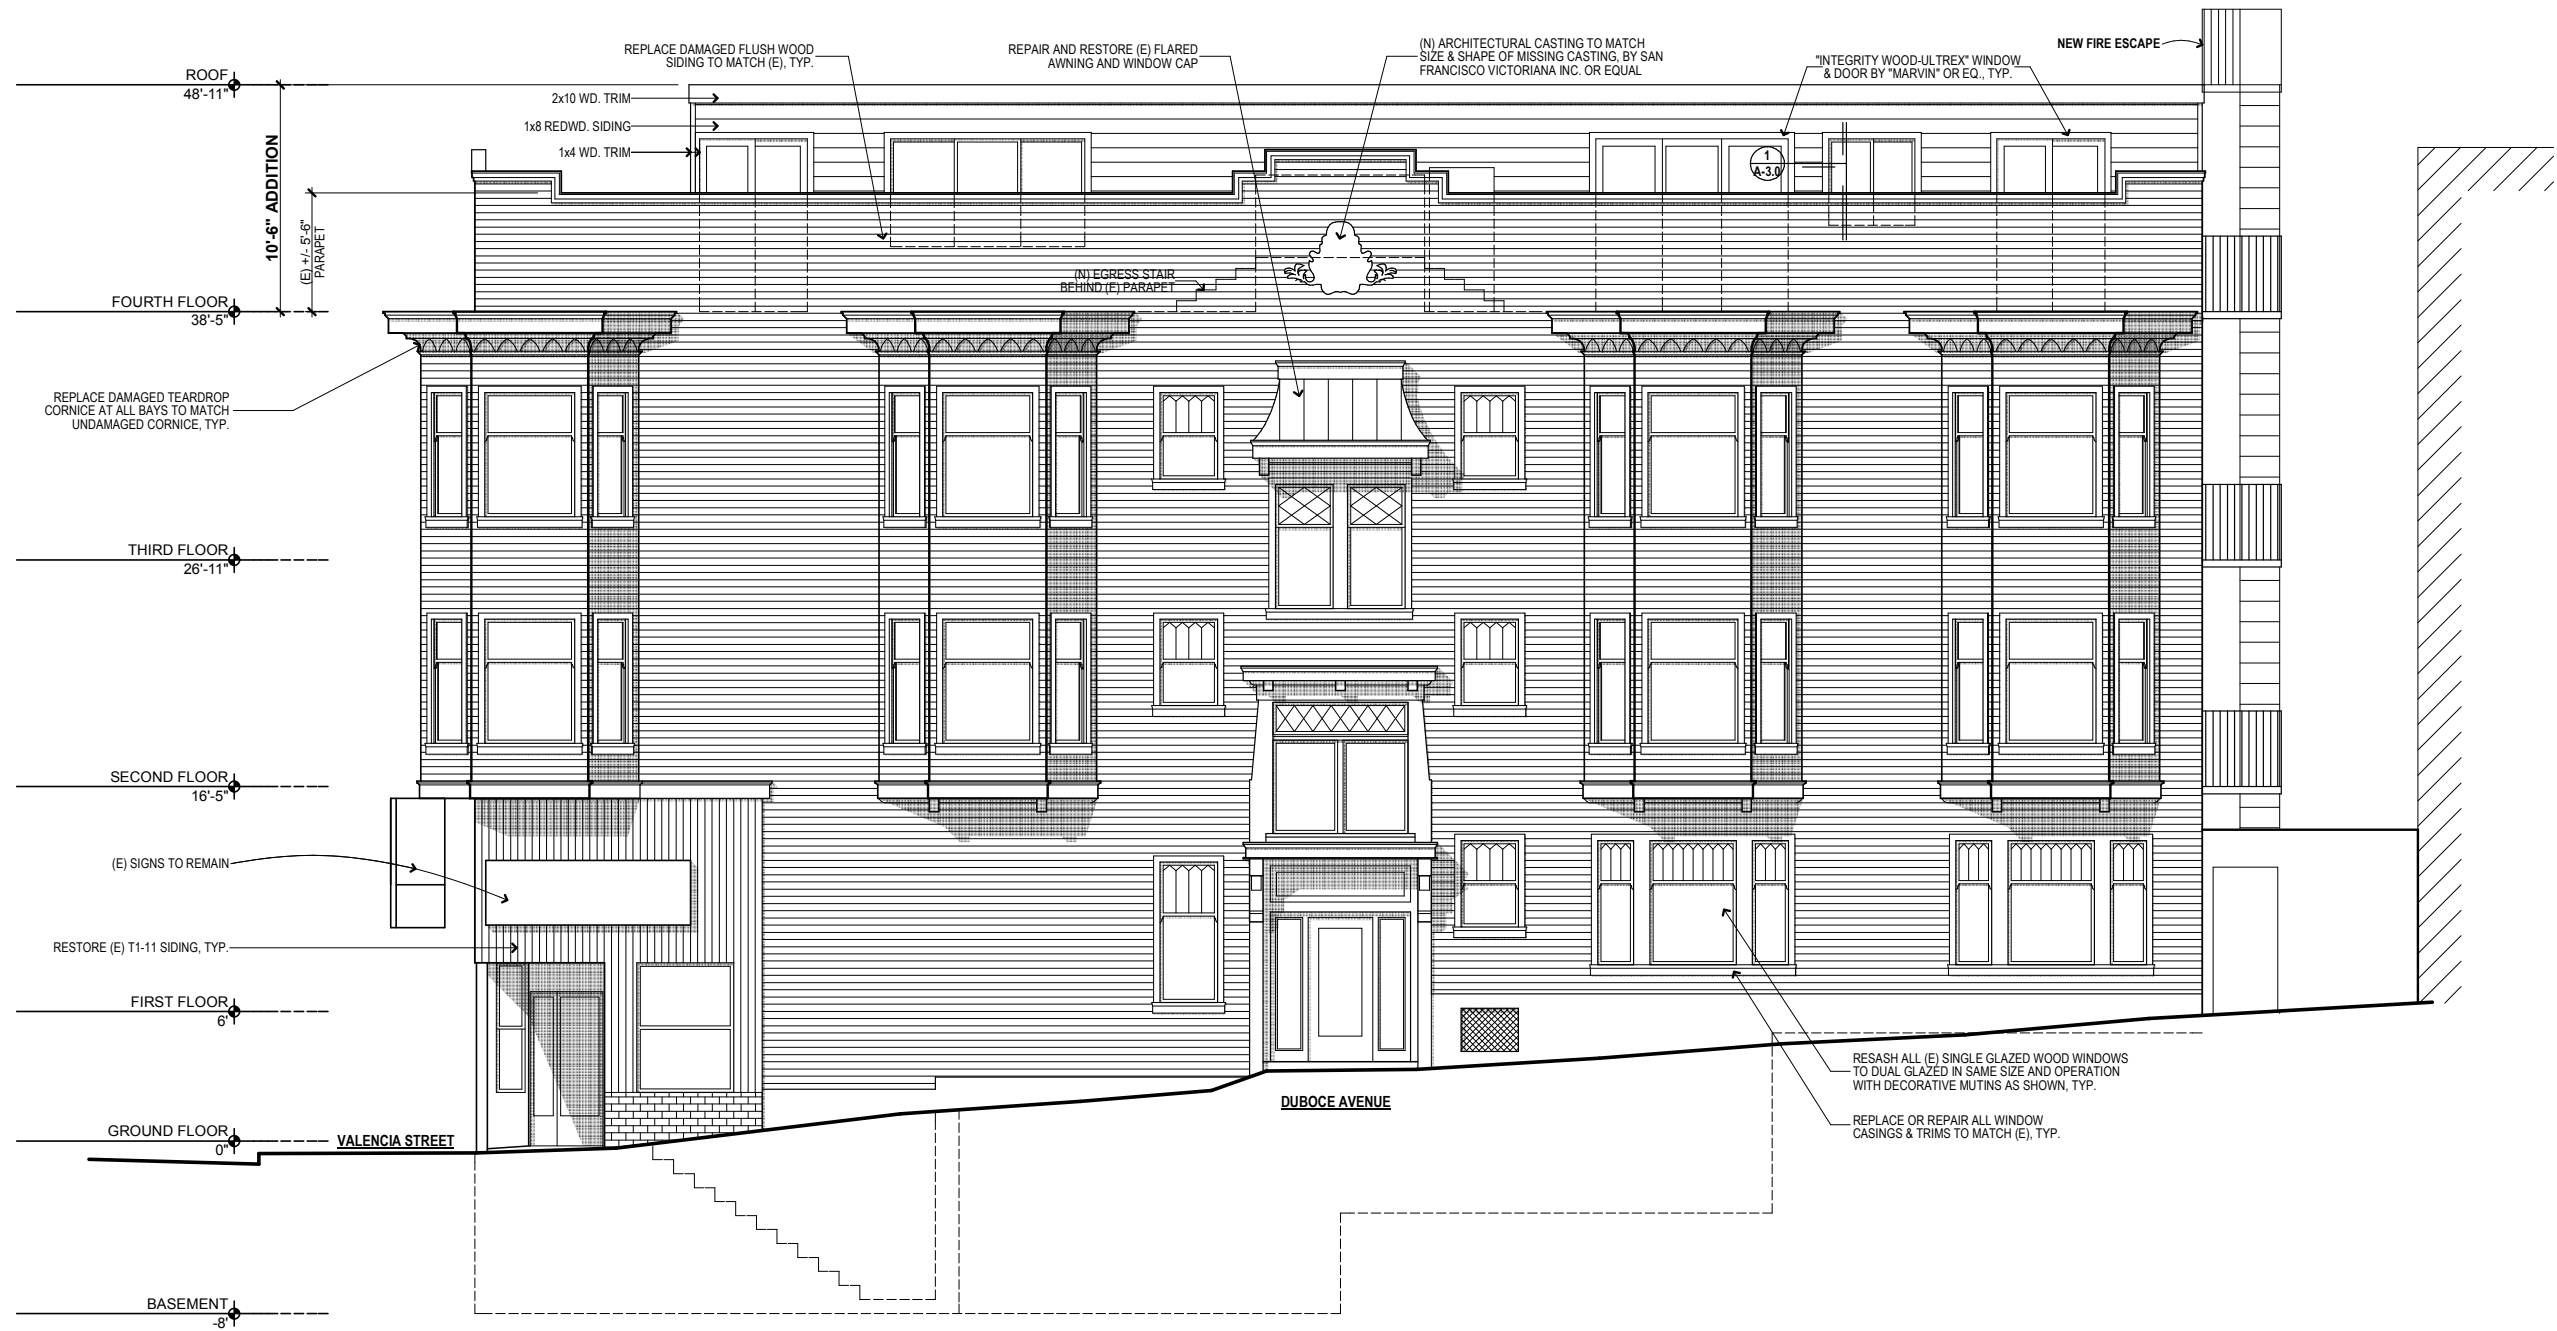 REPLACE DAMAGED FLUSH WOOD
SIDING TO MATCH (E), TYP.
REPAIR AND RESTORE (E) FLARED
AWNING AND WINDOW CAP
(N) ARCHITECTURAL CASTING TO MATCH
SIZE & SHAPE OF MISSING CASTING, BY SAN
FRANCISCO VICTORIANA INC. OR EQUAL
"INTEGRITY WOOD-ULTREX" WINDOW
& DOOR BY "MARVIN" OR EQ., TYP.
NEW FIRE ESCAPE
ROOF
48'-11"
2x10 WD. TRIM
1x8 REDWD. SIDING
1x4 WD. TRIM
1
A-3.0
10'-6" ADDITION
(E) +/- 5'-6"
PARAPET
(N) EGRESS STAIR
BEHIND (E) PARAPET
FOURTH FLOOR
38'-5"
REPLACE DAMAGED TEARDROP
CORNICE AT ALL BAYS TO MATCH
UNDAMAGED CORNICE, TYP.
THIRD FLOOR
26'-11"
SECOND FLOOR
16'-5"
(E) SIGNS TO REMAIN
RESTORE (E) T1-11 SIDING, TYP.
FIRST FLOOR
6'
RESASH ALL (E) SINGLE GLAZED WOOD WINDOWS
TO DUAL GLAZED IN SAME SIZE AND OPERATION
WITH DECORATIVE MUTINS AS SHOWN, TYP.
DUBOCE AVENUE
REPLACE OR REPAIR ALL WINDOW
CASINGS & TRIMS TO MATCH (E), TYP.
GROUND FLOOR
0"
VALENCIA STREET
BASEMENT
-8'